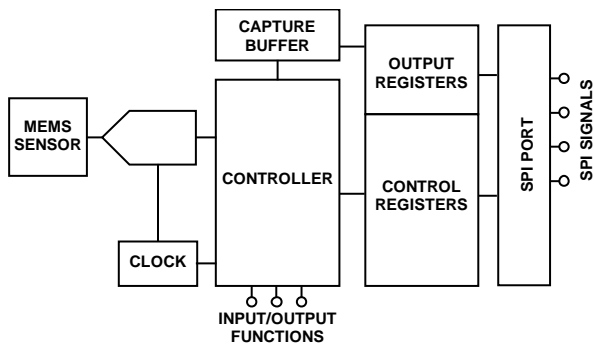 CAPTURE
BUFFER
OUTPUT
REGISTERS
MEMS
SENSOR
CONTROLLER
CONTROL
REGISTERS
SPI PORT
SPI SIGNALS
CLOCK
INPUT/OUTPUT
FUNCTIONS